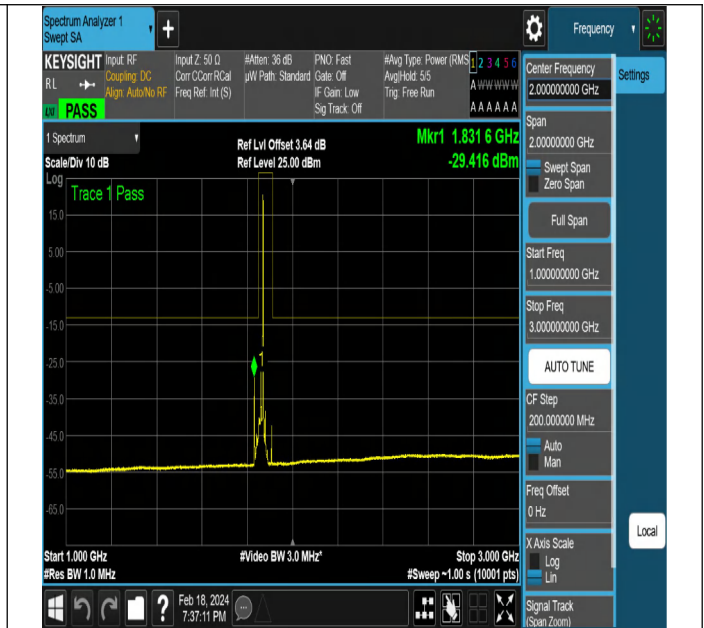 Spectrum Analyzer 1
Swept SA
+
Frequency
KEYSIGHT
RL
LXI
PASS
Input: RF
Coupling: DC
Align: Auto/No RF
Input Z: 50 Ω
Corr CCorr RCal
Freq Ref: Int (S)
#Atten: 36 dB
µW Path: Standard
PNO: Fast
Gate: Off
IF Gain: Low
Sig Track: Off
#Avg Type: Power (RMS
Avg|Hold: 5/5
Trig: Free Run
1 2 3 4 5 6
A W W W W W
A A A A A A
1 Spectrum
Scale/Div 10 dB
Ref Lvl Offset 3.64 dB
Ref Level 25.00 dBm
Mkr1 1.831 6 GHz
-29.416 dBm
Log
Trace 1 Pass
15.0
5.00
-5.00
-15.0
-25.0
-35.0
-45.0
-55.0
-65.0
1
Start 1.000 GHz
#Res BW 1.0 MHz
#Video BW 3.0 MHz*
Stop 3.000 GHz
#Sweep ~1.00 s (10001 pts)
Center Frequency
2.000000000 GHz
Settings
Span
2.00000000 GHz
Swept Span
Zero Span
Full Span
Start Freq
1.000000000 GHz
Stop Freq
3.000000000 GHz
AUTO TUNE
CF Step
200.000000 MHz
Auto
Man
Freq Offset
0 Hz
X Axis Scale
Log
Lin
Local
Signal Track
(Span Zoom)
?
Feb 18, 2024
7:37:11 PM